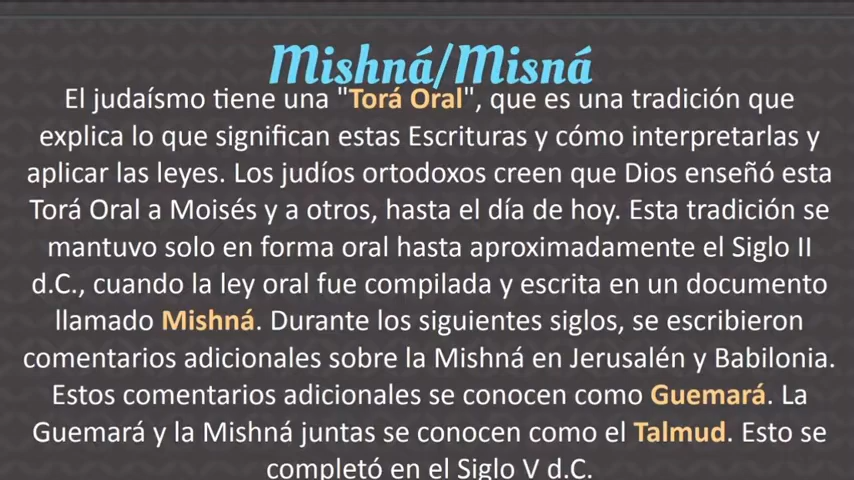 Mishná/Misná
El judaísmo tiene una "Torá Oral", que es una tradición que
explica lo que significan estas Escrituras y cómo interpretarlas y
aplicar las leyes. Los judíos ortodoxos creen que Dios enseñó esta
Torá Oral a Moisés y a otros, hasta el día de hoy. Esta tradición se
mantuvo solo en forma oral hasta aproximadamente el Siglo II
d.C., cuando la ley oral fue compilada y escrita en un documento
llamado Mishná. Durante los siguientes siglos, se escribieron
comentarios adicionales sobre la Mishná en Jerusalén y Babilonia.
Estos comentarios adicionales se conocen como Guemará. La
Guemará y la Mishná juntas se conocen como el Talmud. Esto se
completó en el Siglo V d.C.